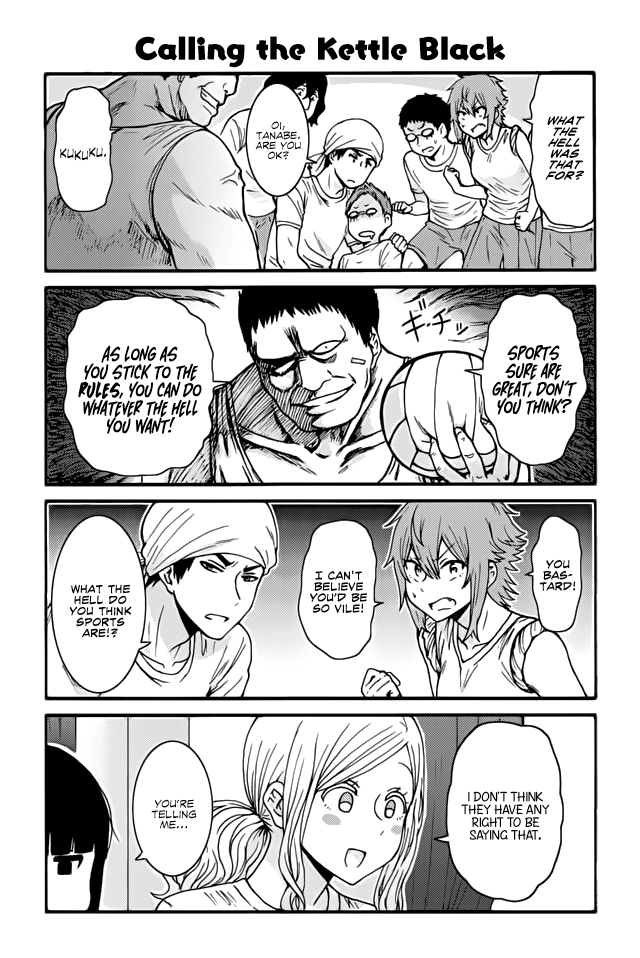 Calling the Kettle Black
WHAT
THE
HELL
WAS
THAT
FOR?
OI,
TANABE,
ARE YOU
OK?
KUKUKU.
SPORTS
SURE ARE
GREAT, DON'T
YOU THINK?
ギ・チッ
AS LONG AS
YOU STICK TO THE
RULES, YOU CAN DO
WHATEVER THE HELL
YOU WANT!
YOU
BAS-
TARD!
I CAN'T
BELIEVE
YOU'D BE
SO VILE!
WHAT THE
HELL DO
YOU THINK
SPORTS
ARE!?
I DON'T THINK
THEY HAVE ANY
RIGHT TO BE
SAYING THAT.
YOU'RE
TELLING
ME...